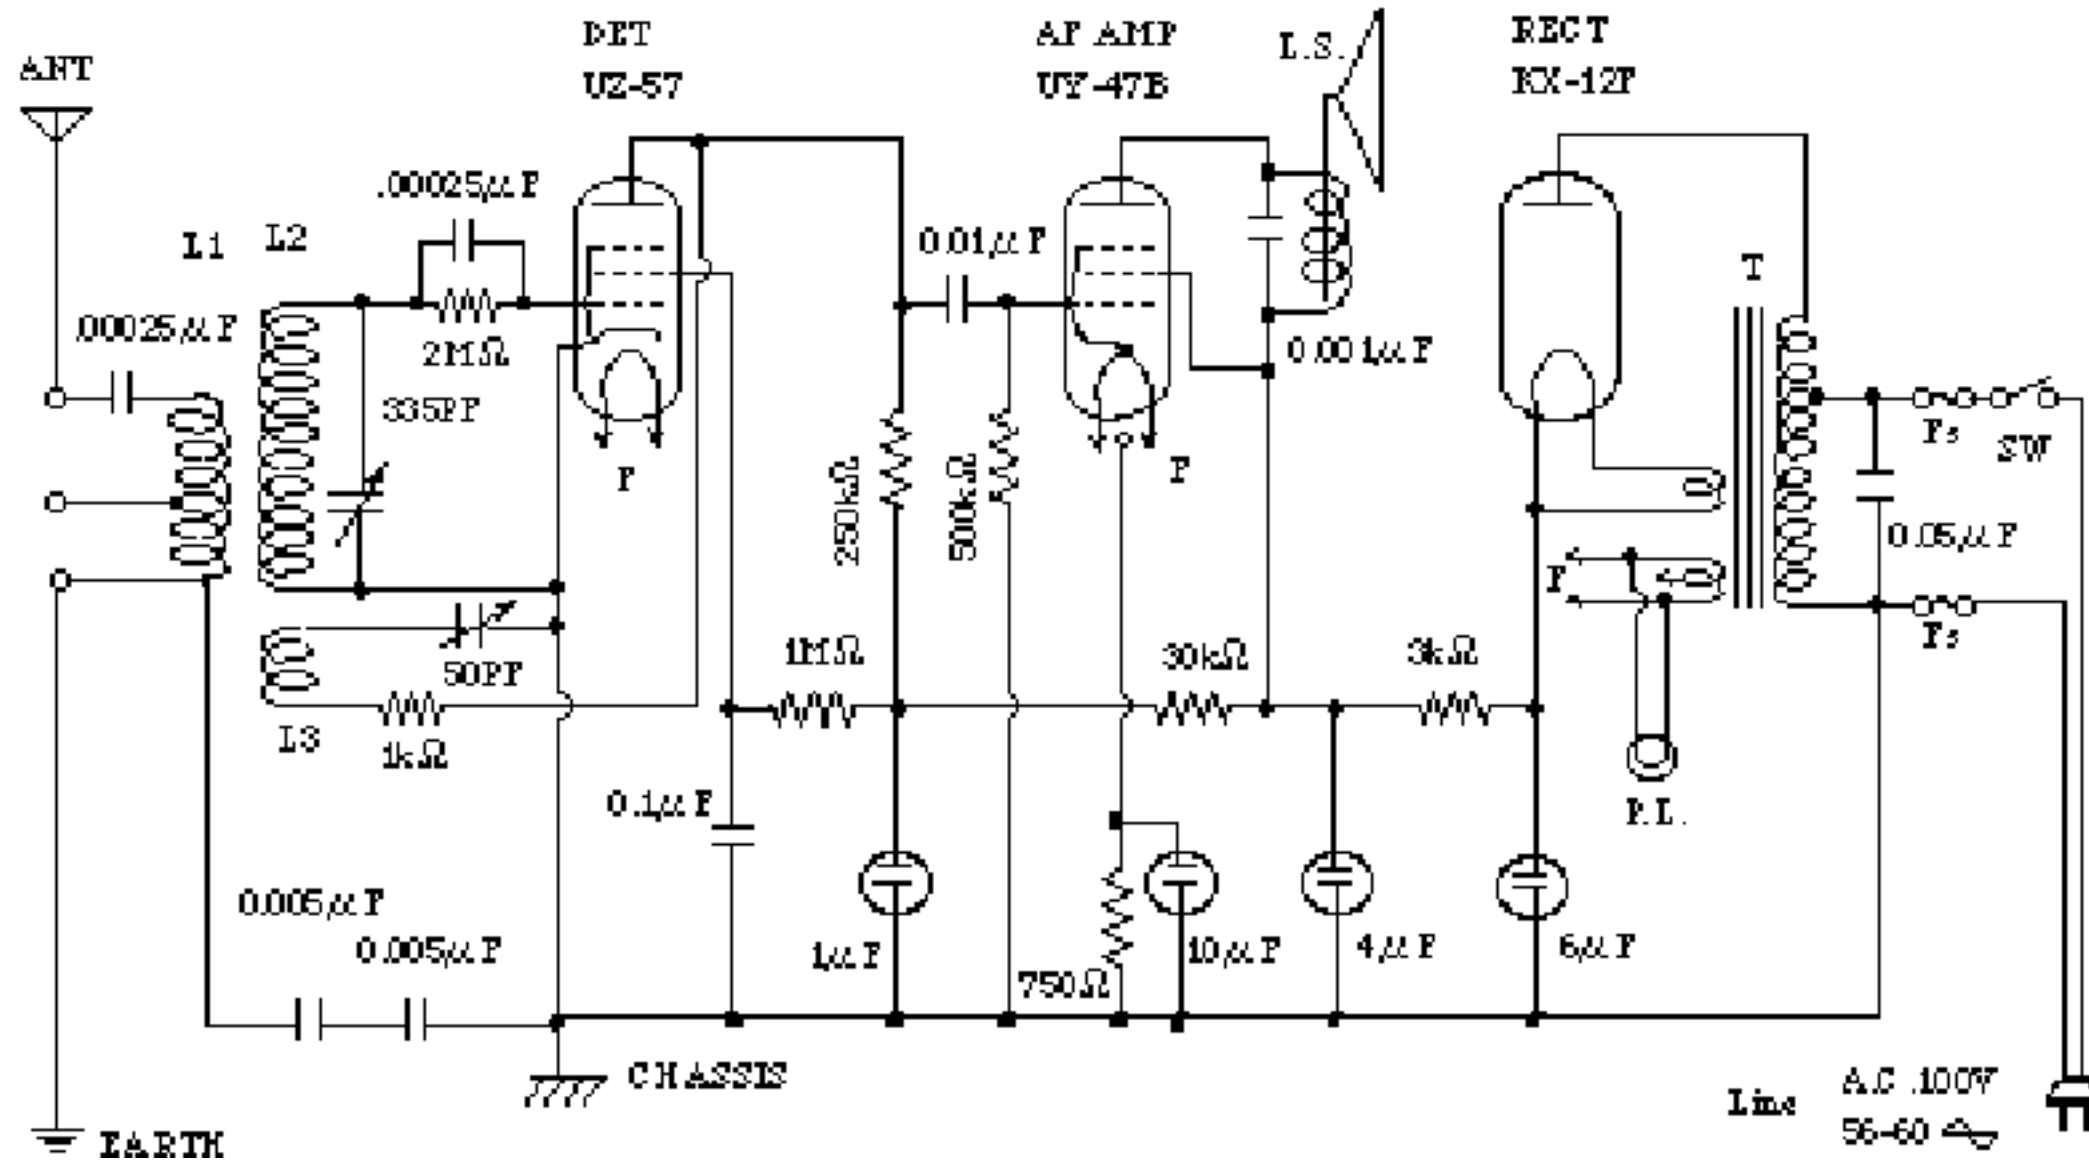 ANT
DET
UZ-57
AF AMP
UY-47B
L.S.
RECT
KX-12F
.00025μF
L1
L2
.00025μF
2MΩ
335PF
F
0.01μF
250kΩ
500kΩ
F
0.001μF
T
Fs
SW
0.05μF
F
Fs
50PF
L3
1kΩ
1MΩ
30kΩ
3kΩ
P.L.
0.1μF
0.005μF
0.005μF
1μF
750Ω
10μF
4μF
6μF
CHASSIS
EARTH
Line
A.C.100V
56-60